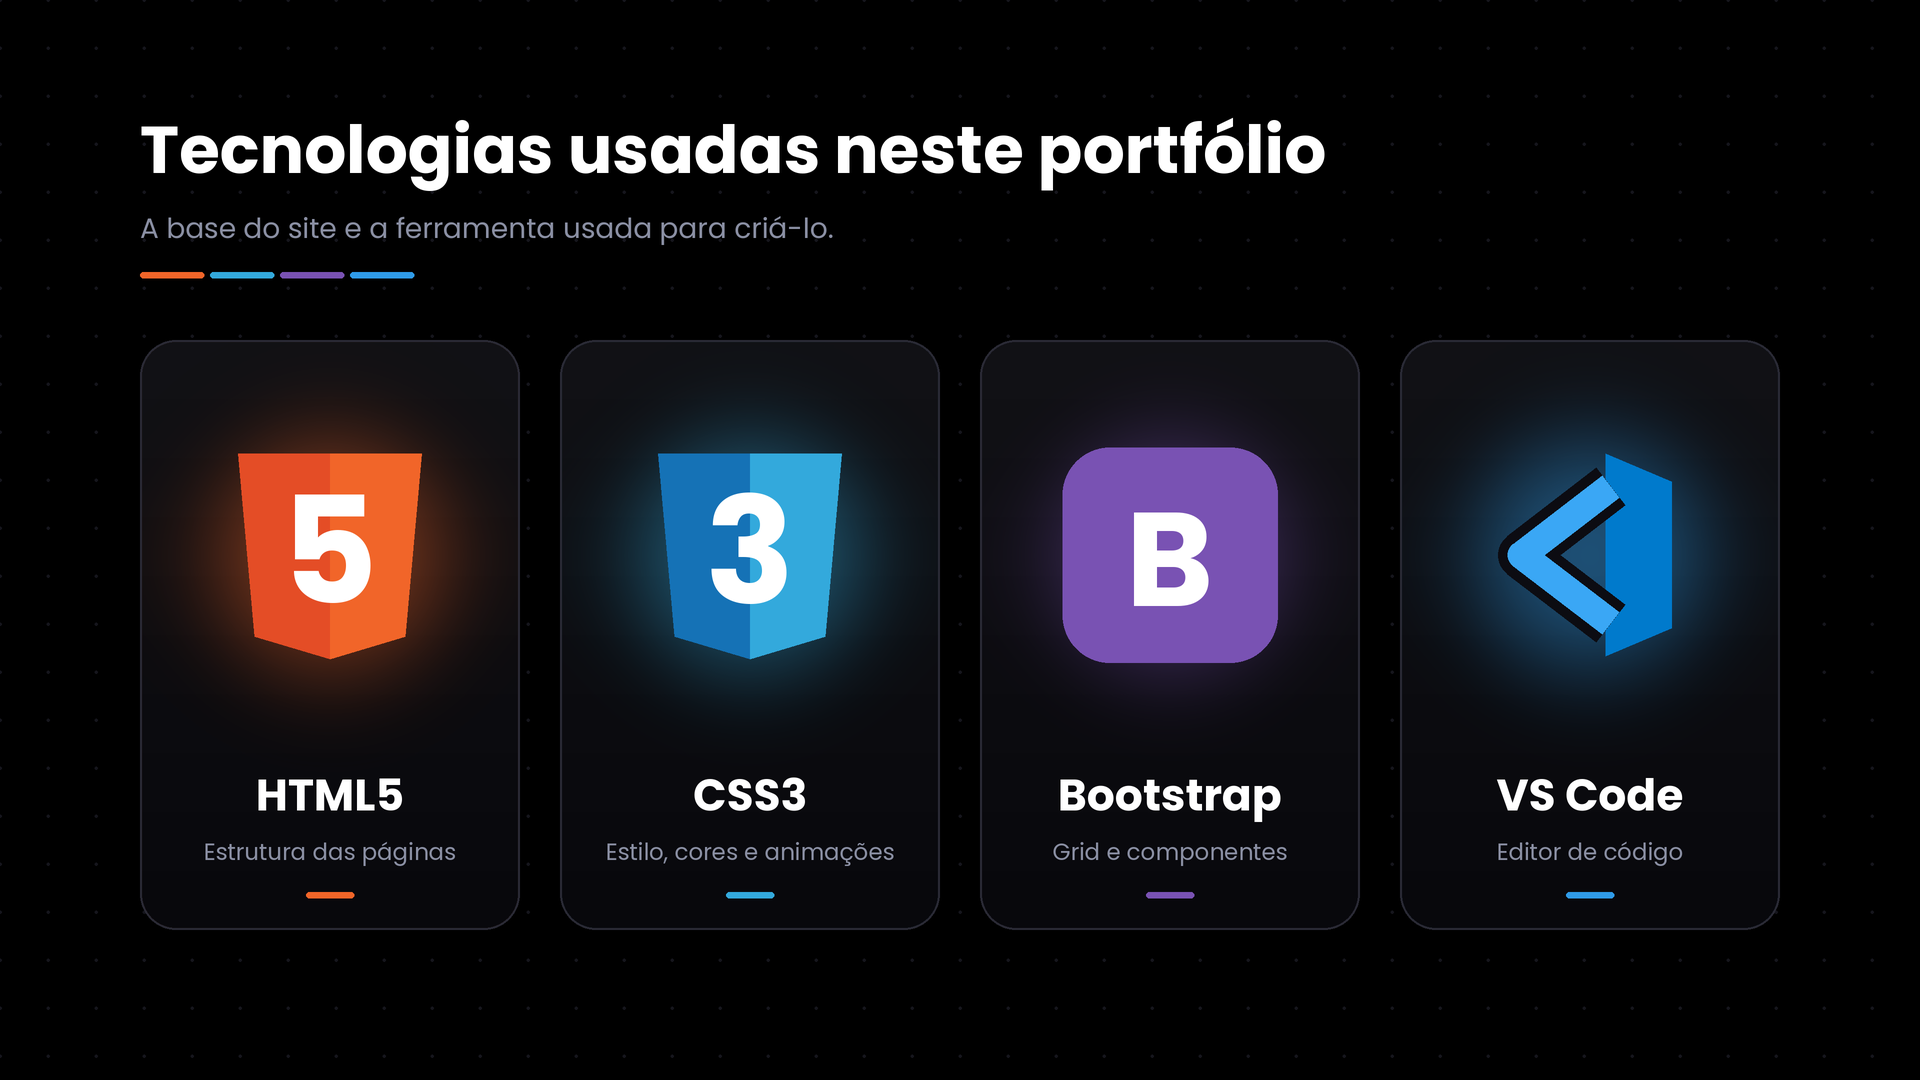 Tecnologias usadas neste portfólio
A base do site e a ferramenta usada para criá-lo.
5
3
B
HTML5
CSS3
Bootstrap
VS Code
Estrutura das páginas
Estilo, cores e animações
Grid e componentes
Editor de código